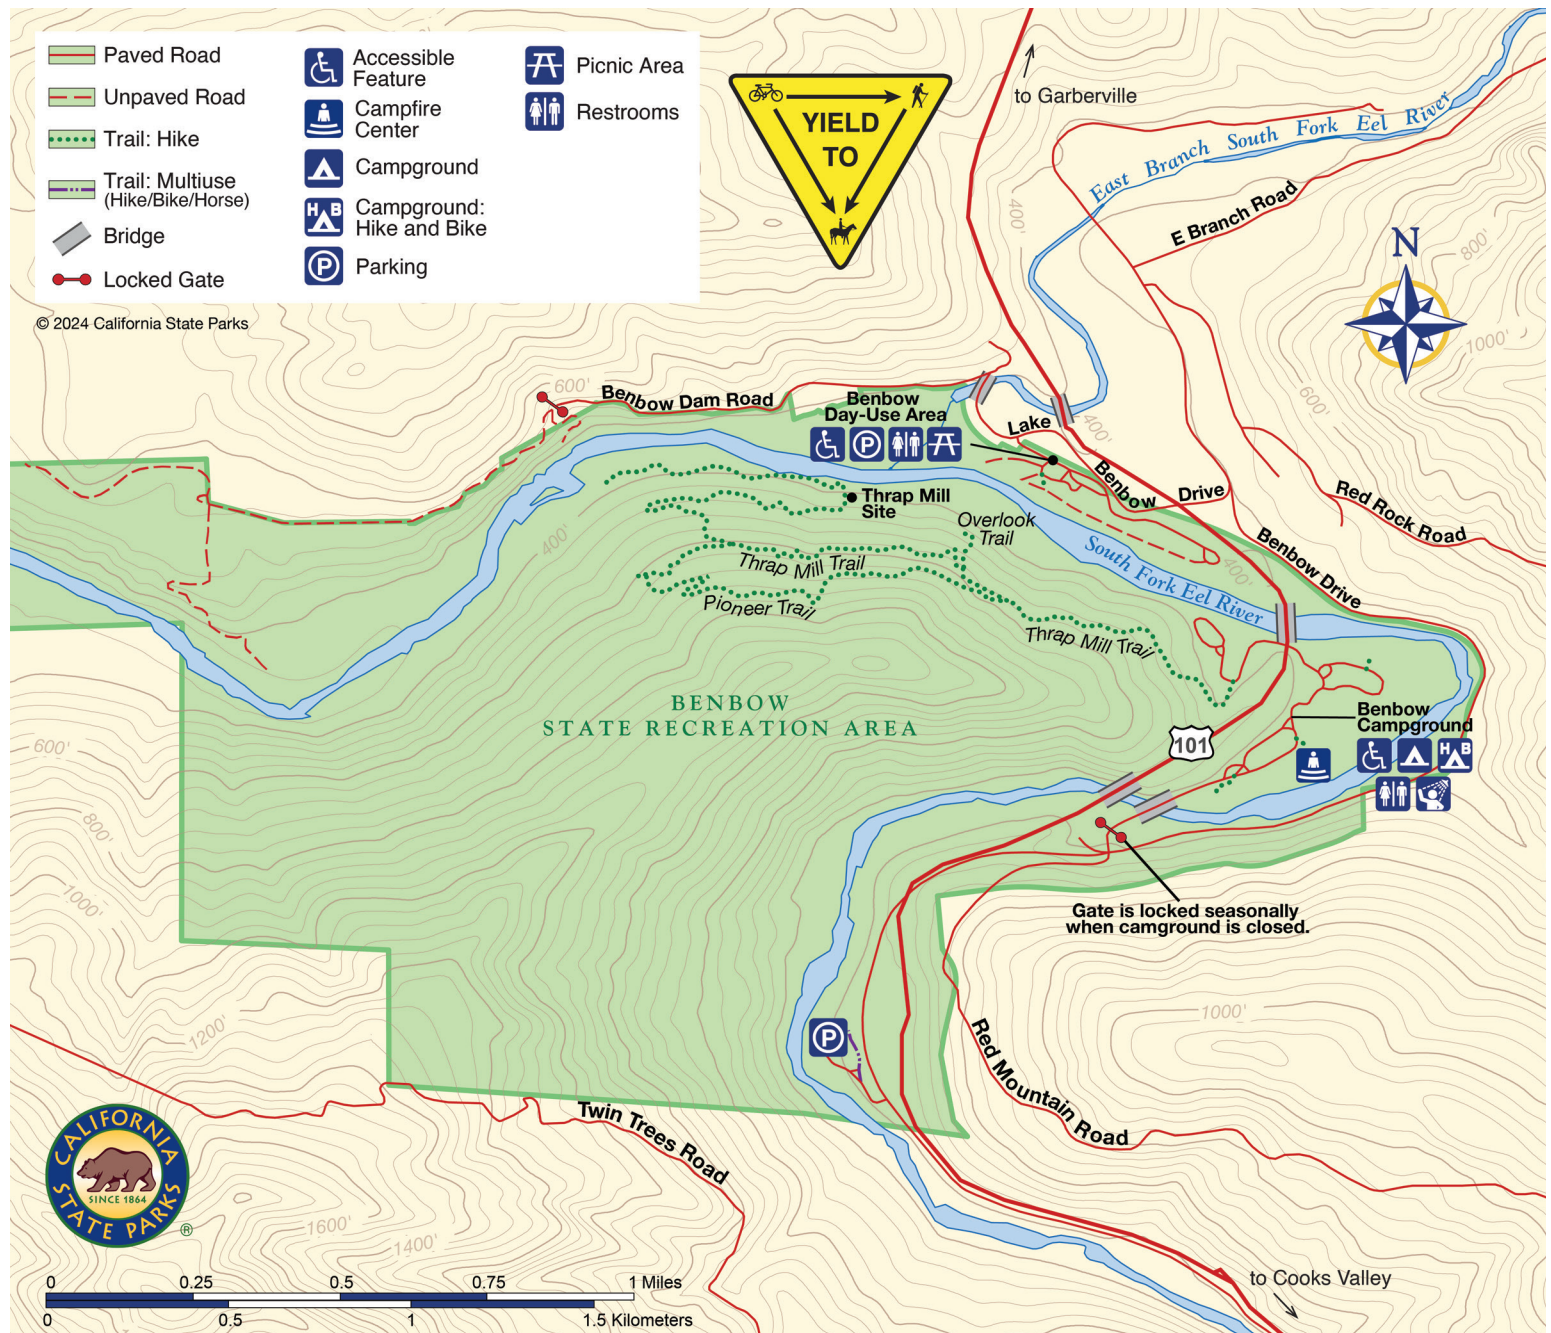 Paved Road
Unpaved Road
Trail: Hike
Trail: Multiuse
(Hike/Bike/Horse)
Bridge
Locked Gate
Accessible
Feature
Campfire
Center
Campground
H B
Campground:
Hike and Bike
P
Parking
Picnic Area
Restrooms
© 2024 California State Parks
YIELD
TO
to Garberville
East Branch South Fork Eel River
E Branch Road
N
400'
800'
1000'
600'
600'
Benbow Dam Road
Benbow
Day-Use Area
P
Lake
400'
Benbow Drive
Red Rock Road
Thrap Mill
Site
Overlook
Trail
400'
Thrap Mill Trail
Pioneer Trail
South Fork Eel River
400'
Benbow Drive
Thrap Mill Trail
BENBOW
STATE RECREATION AREA
Benbow
Campground
H B
101
600'
800'
1000'
1200'
Gate is locked seasonally
when camground is closed.
1000'
P
Red Mountain Road
Twin Trees Road
CALIFORNIA
SINCE 1864
STATE PARKS
®
1600'
1400'
to Cooks Valley
0 0.25 0.5 0.75 1 Miles
0 0.5 1 1.5 Kilometers